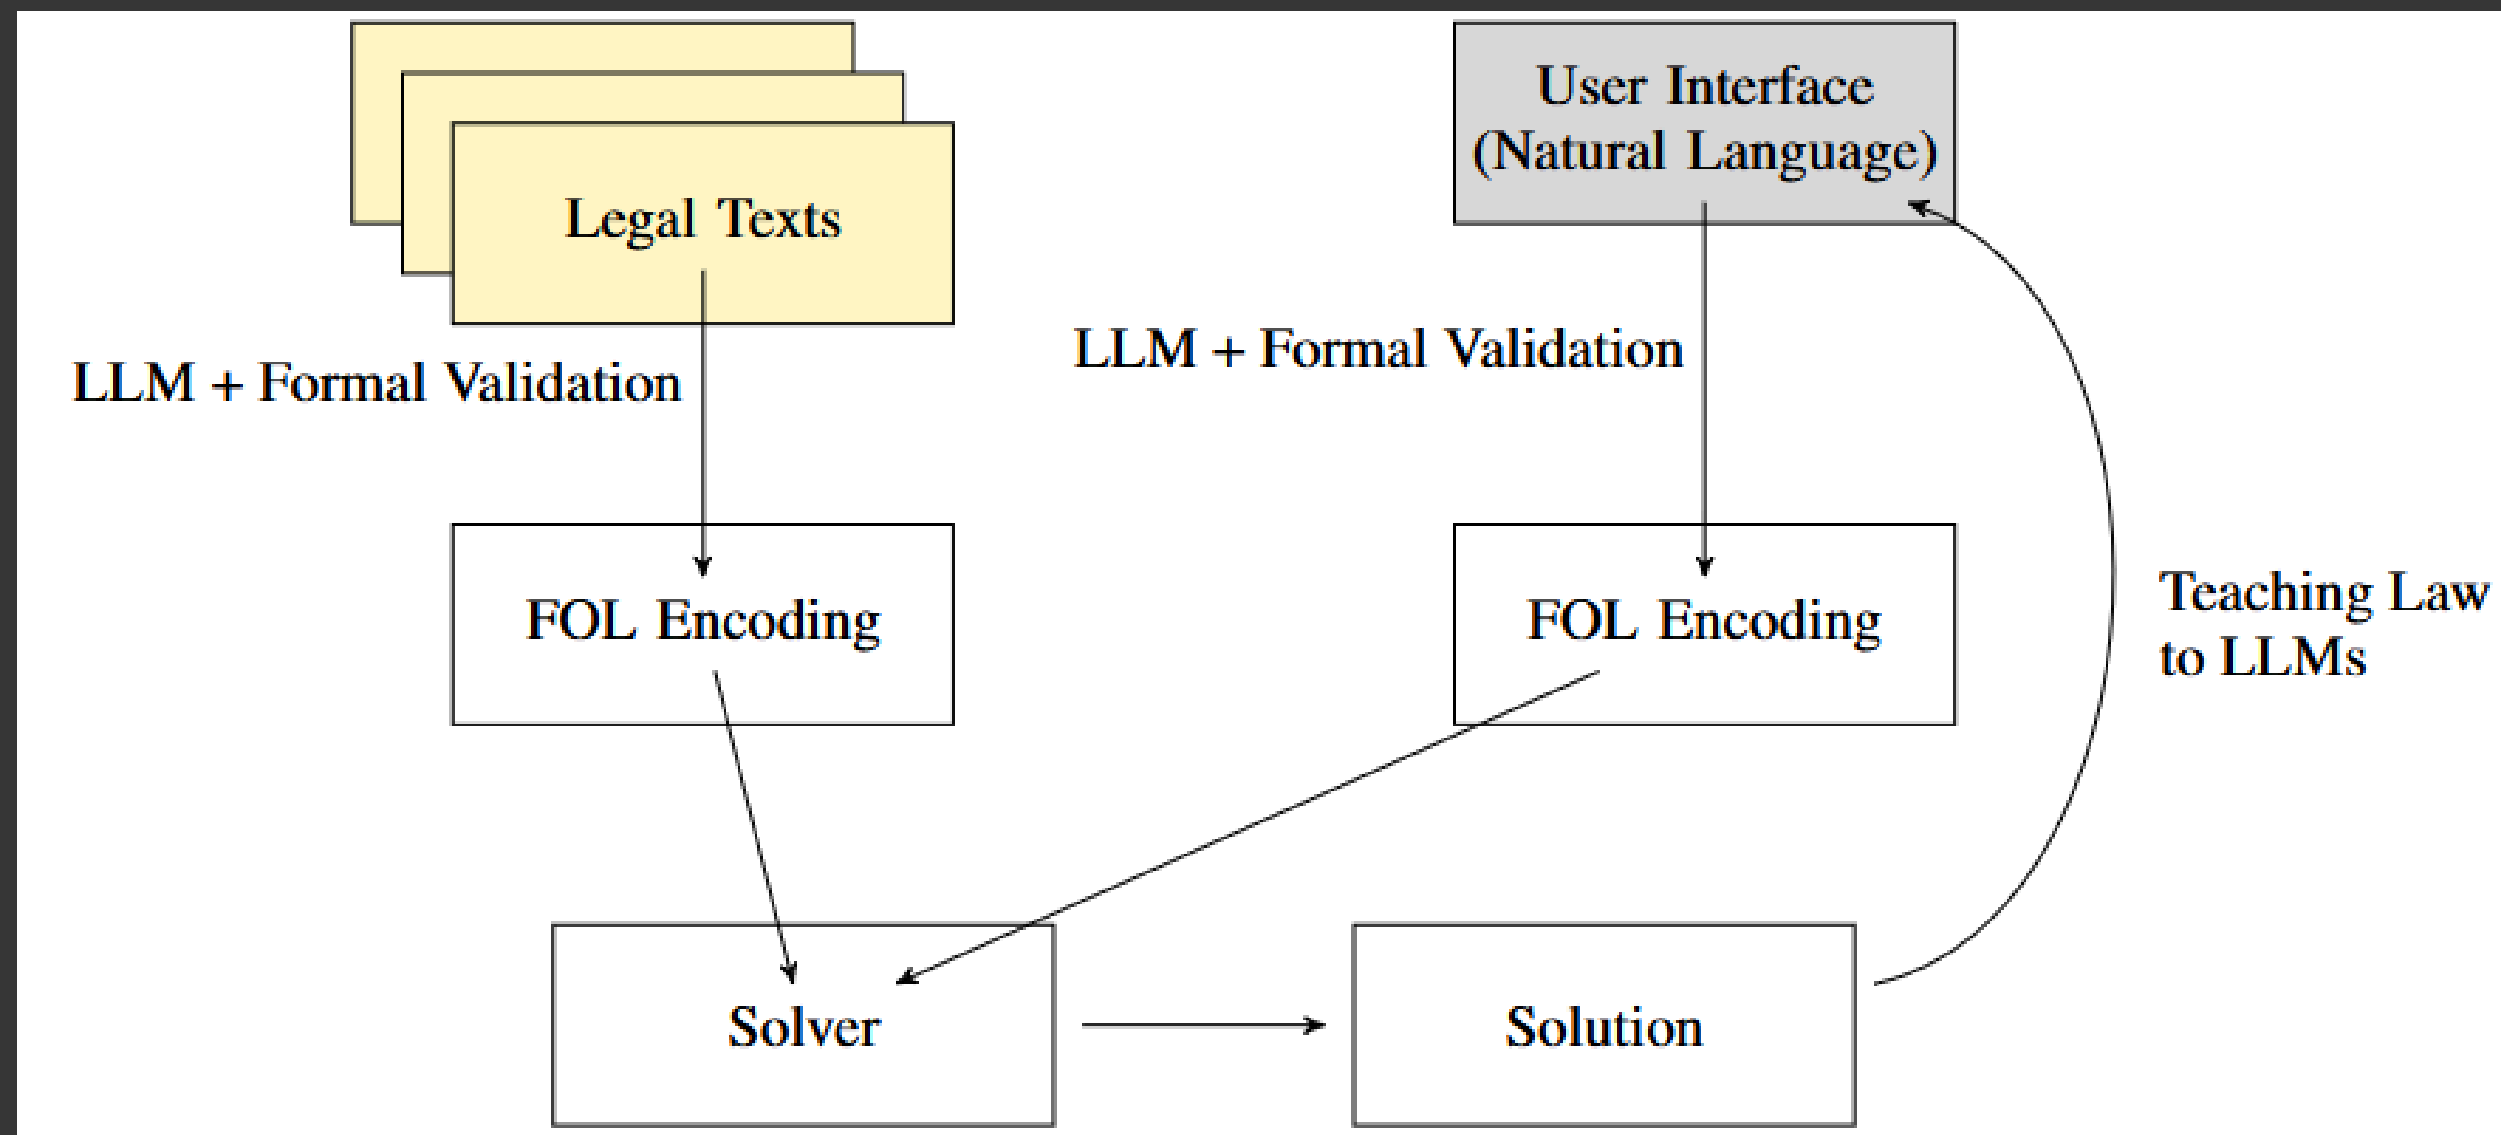 User Interface
(Natural Language)
Legal Texts
LLM + Formal Validation
LLM + Formal Validation
FOL Encoding
FOL Encoding
Teaching Law
to LLMs
Solver
Solution